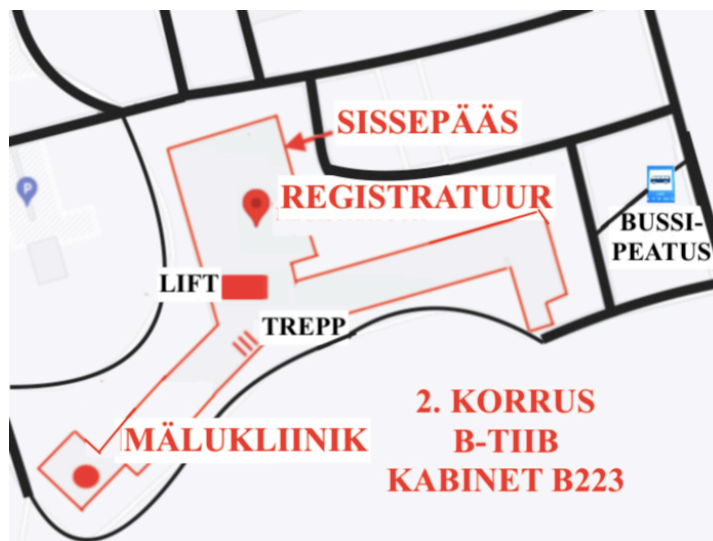 SISSEPÄÄS
REGISTRATUUR
P
BUSSI-
PEATUS
LIFT
TREPP
MÄLUKLIINIK
2. KORRUS
B-TIIB
KABINET B223